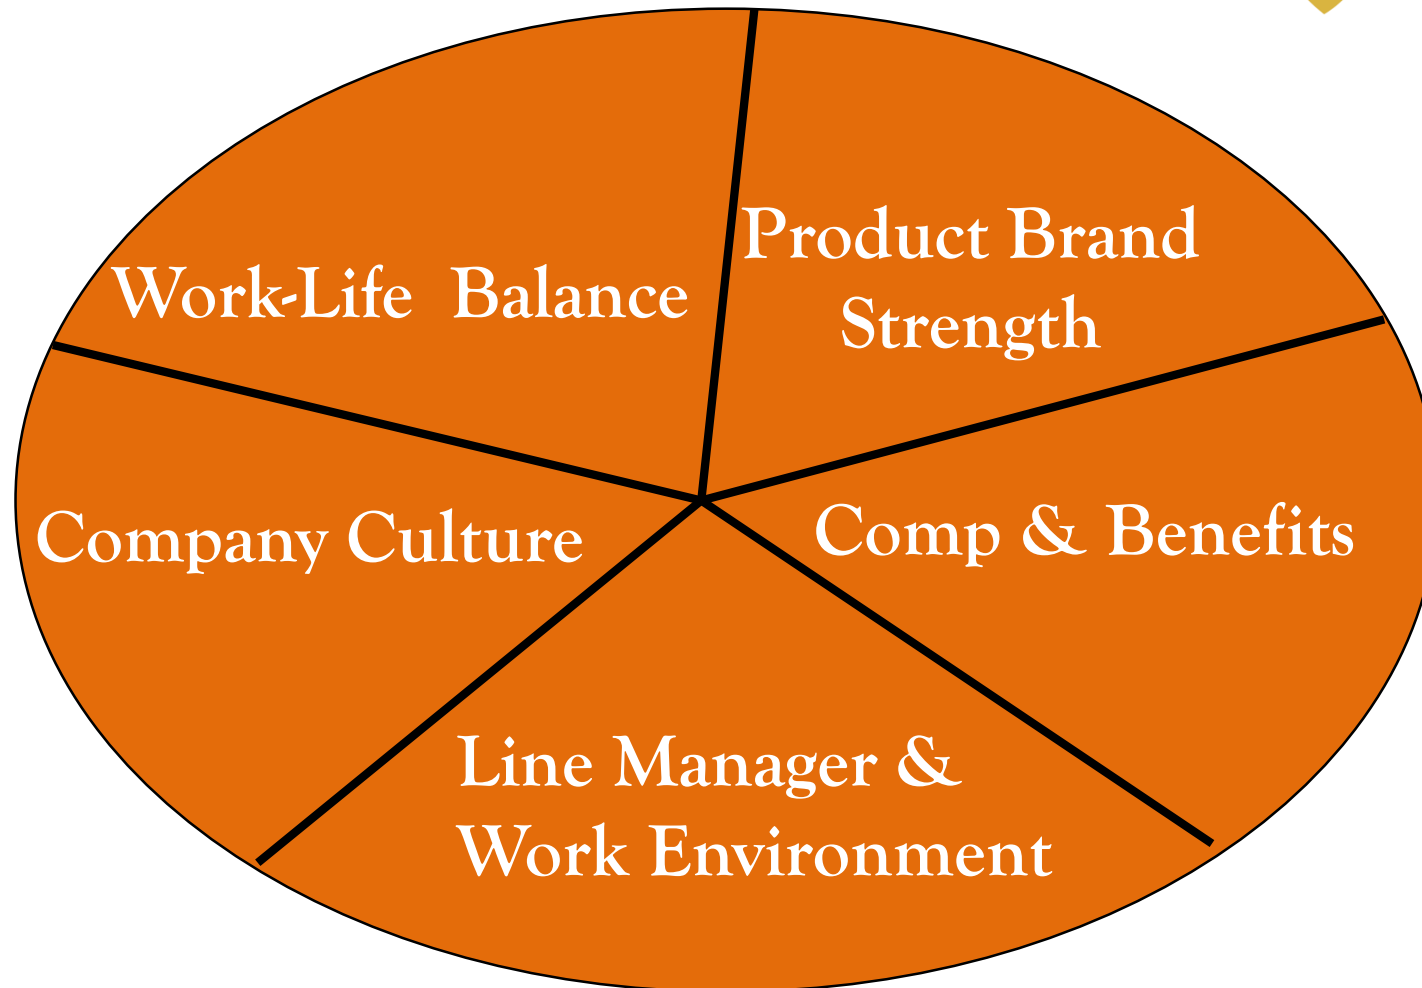 Product Brand
Strength
Work-Life Balance
Company Culture
Comp & Benefits
Line Manager &
Work Environment